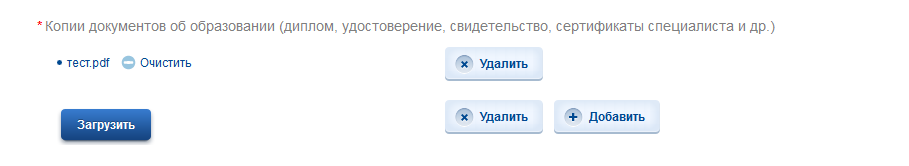 * Копии документов об образовании (диплом, удостоверение, свидетельство, сертификаты специалиста и др.)
• тест.pdf Очистить Удалить
Загрузить Удалить Добавить